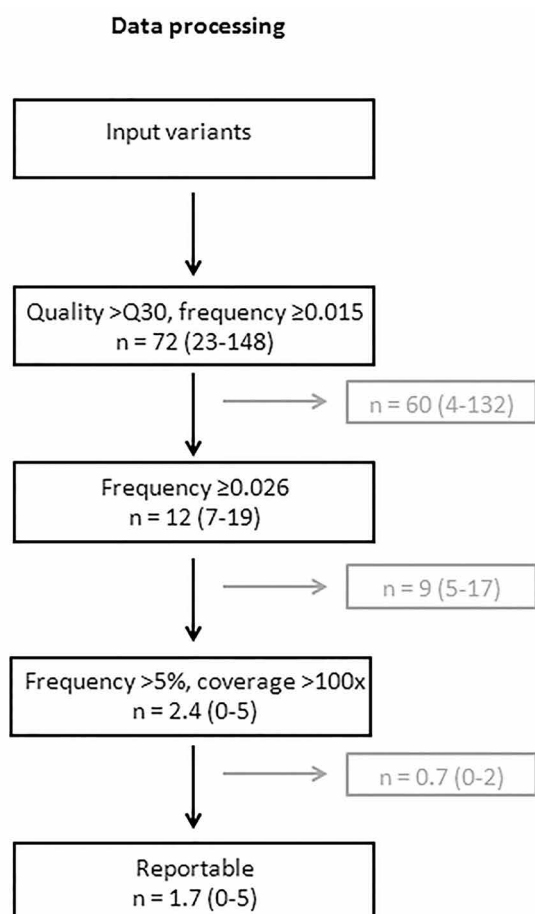 Data processing
Input variants
Quality >Q30, frequency ≥0.015
n = 72 (23-148)
n = 60 (4-132)
Frequency ≥0.026
n = 12 (7-19)
n = 9 (5-17)
Frequency >5%, coverage >100x
n = 2.4 (0-5)
n = 0.7 (0-2)
Reportable
n = 1.7 (0-5)